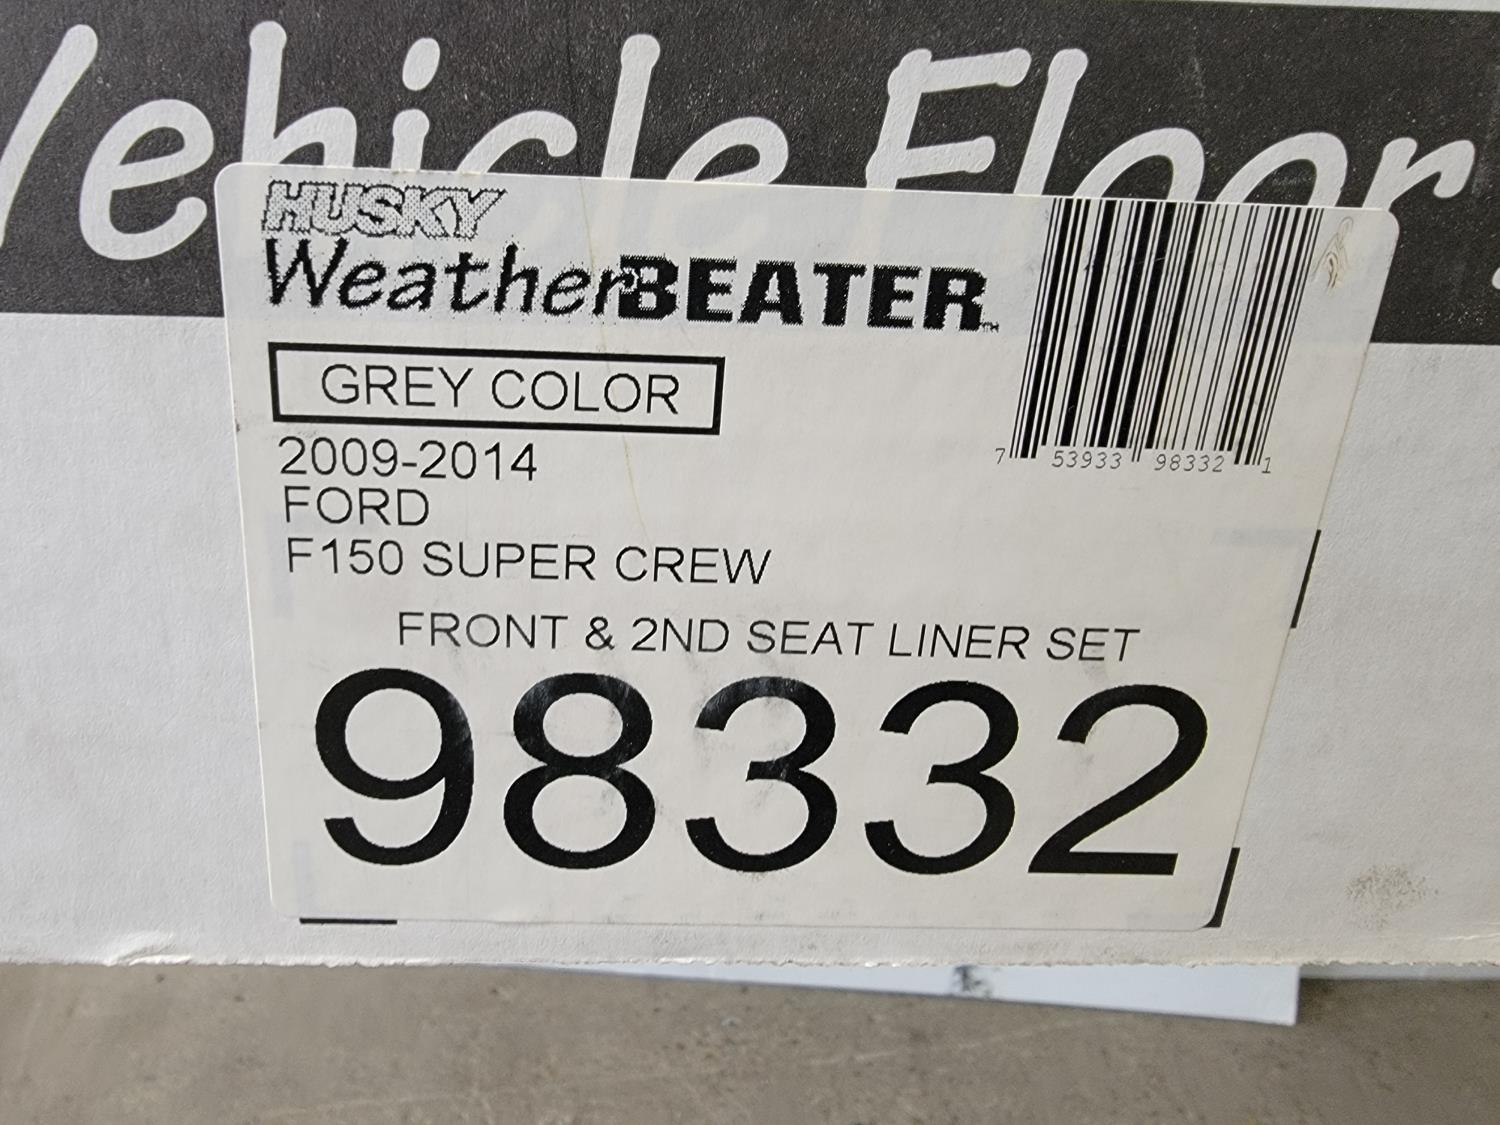 Vehicle Floor
HUSKY
WeatherBEATER™
GREY COLOR
2009-2014
FORD
F150 SUPER CREW
FRONT & 2ND SEAT LINER SET
98332
7 53933 98332 1